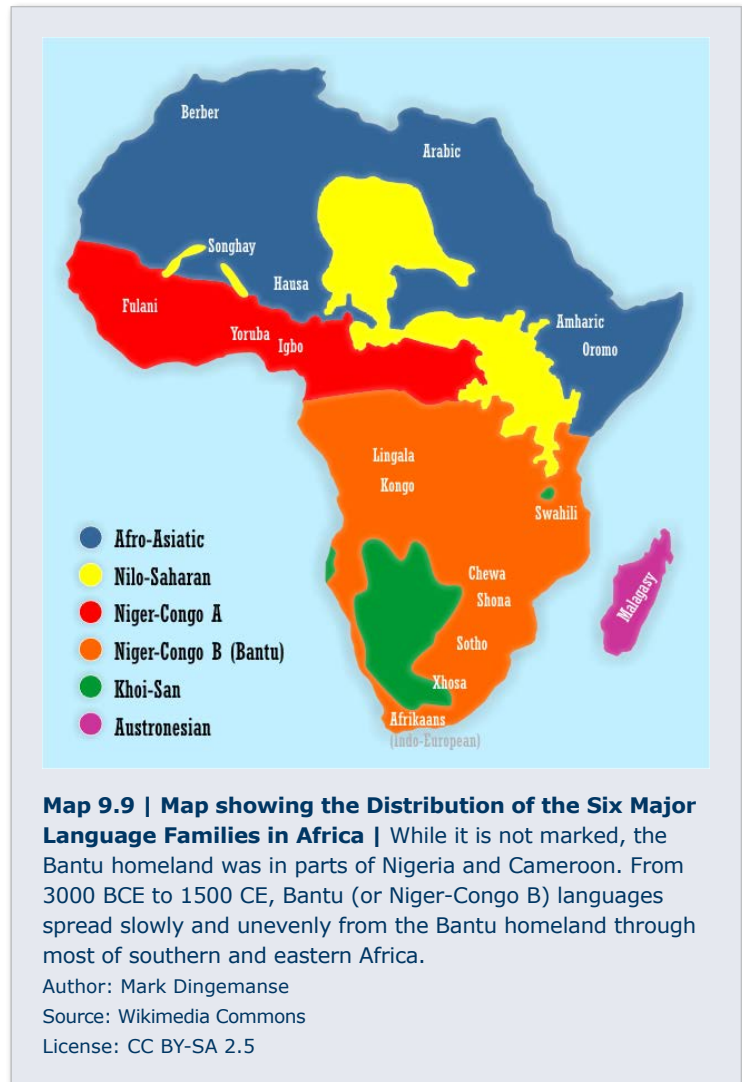 Berber
Arabic
Songhay
Hausa
Fulani
Yoruba
Igbo
Amharic
Oromo
Lingala
Kongo
Swahili
Chewa
Shona
Sotho
Xhosa
Afrikaans
(Indo-European)
Malagasy
Afro-Asiatic
Nilo-Saharan
Niger-Congo A
Niger-Congo B (Bantu)
Khoi-San
Austronesian
Map 9.9 | Map showing the Distribution of the Six Major
Language Families in Africa | While it is not marked, the
Bantu homeland was in parts of Nigeria and Cameroon. From
3000 BCE to 1500 CE, Bantu (or Niger-Congo B) languages
spread slowly and unevenly from the Bantu homeland through
most of southern and eastern Africa.
Author: Mark Dingemanse
Source: Wikimedia Commons
License: CC BY-SA 2.5